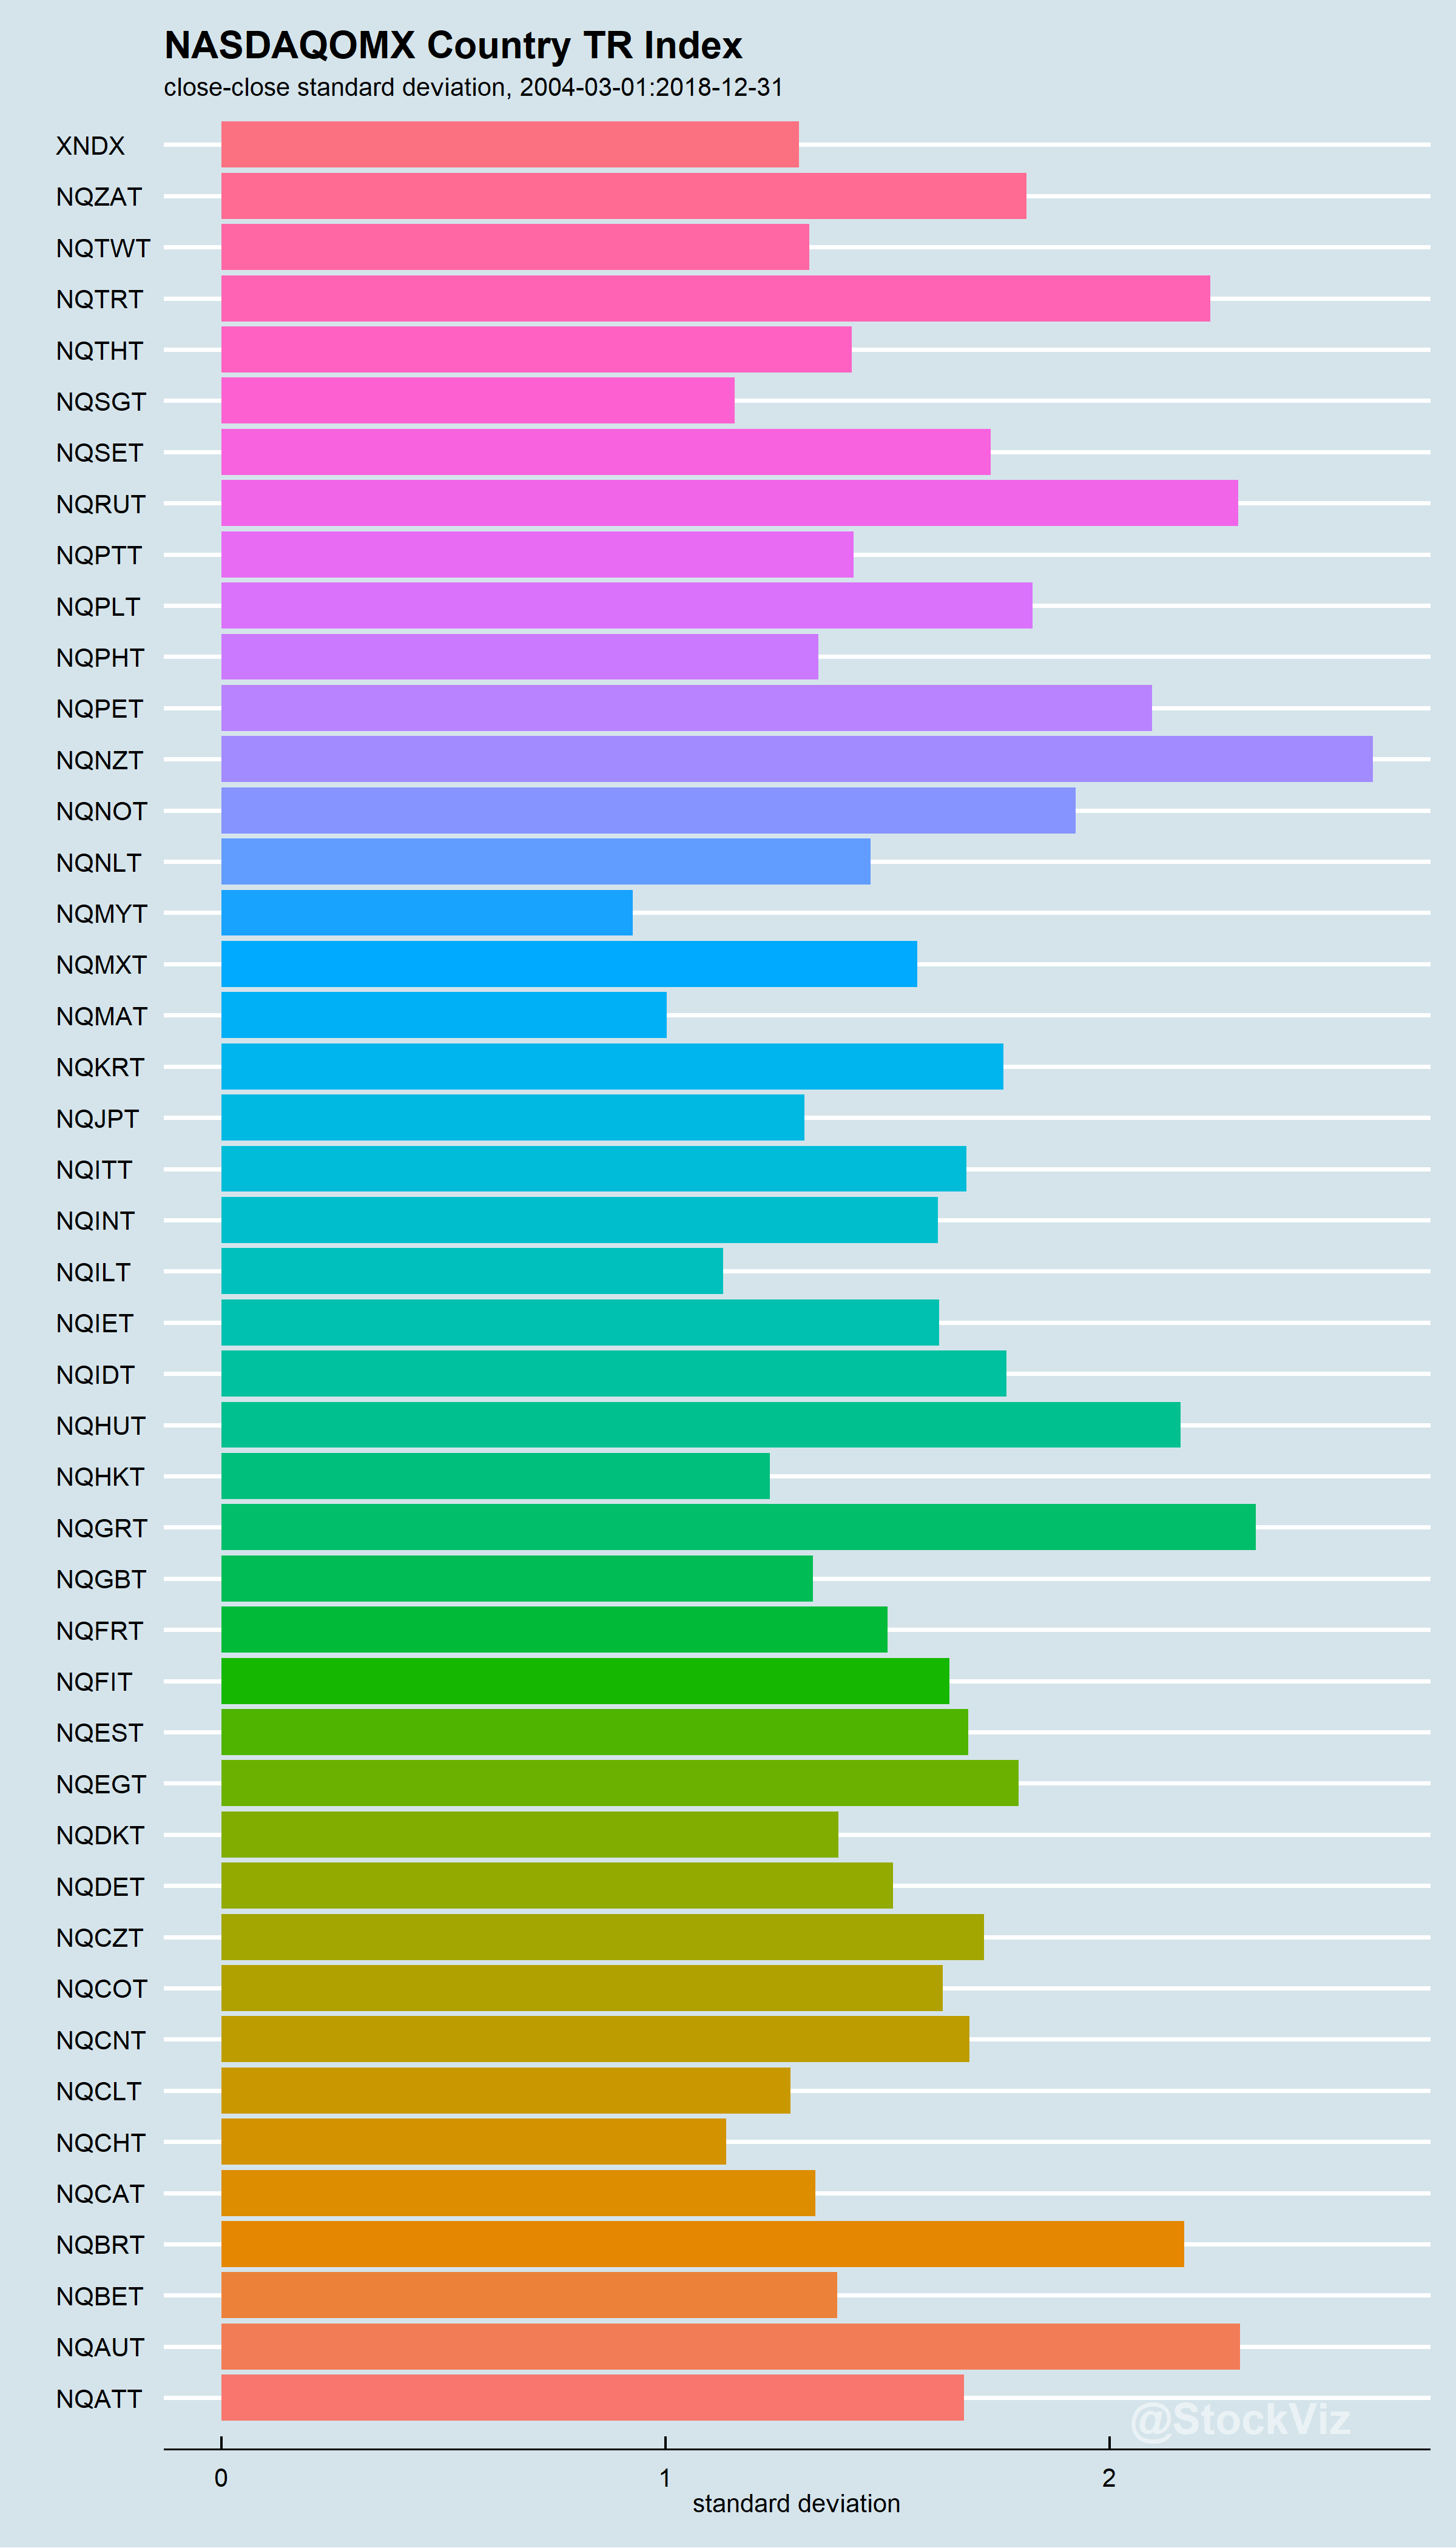 NASDAQOMX Country TR Index
close-close standard deviation, 2004-03-01:2018-12-31
XNDX
NQZAT
NQTWT
NQTRT
NQTHT
NQSGT
NQSET
NQRUT
NQPTT
NQPLT
NQPHT
NQPET
NQNZT
NQNOT
NQNLT
NQMYT
NQMXT
NQMAT
NQKRT
NQJPT
NQITT
NQINT
NQILT
NQIET
NQIDT
NQHUT
NQHKT
NQGRT
NQGBT
NQFRT
NQFIT
NQEST
NQEGT
NQDKT
NQDET
NQCZT
NQCOT
NQCNT
NQCLT
NQCHT
NQCAT
NQBRT
NQBET
NQAUT
NQATT
@StockViz
0 1 2
standard deviation